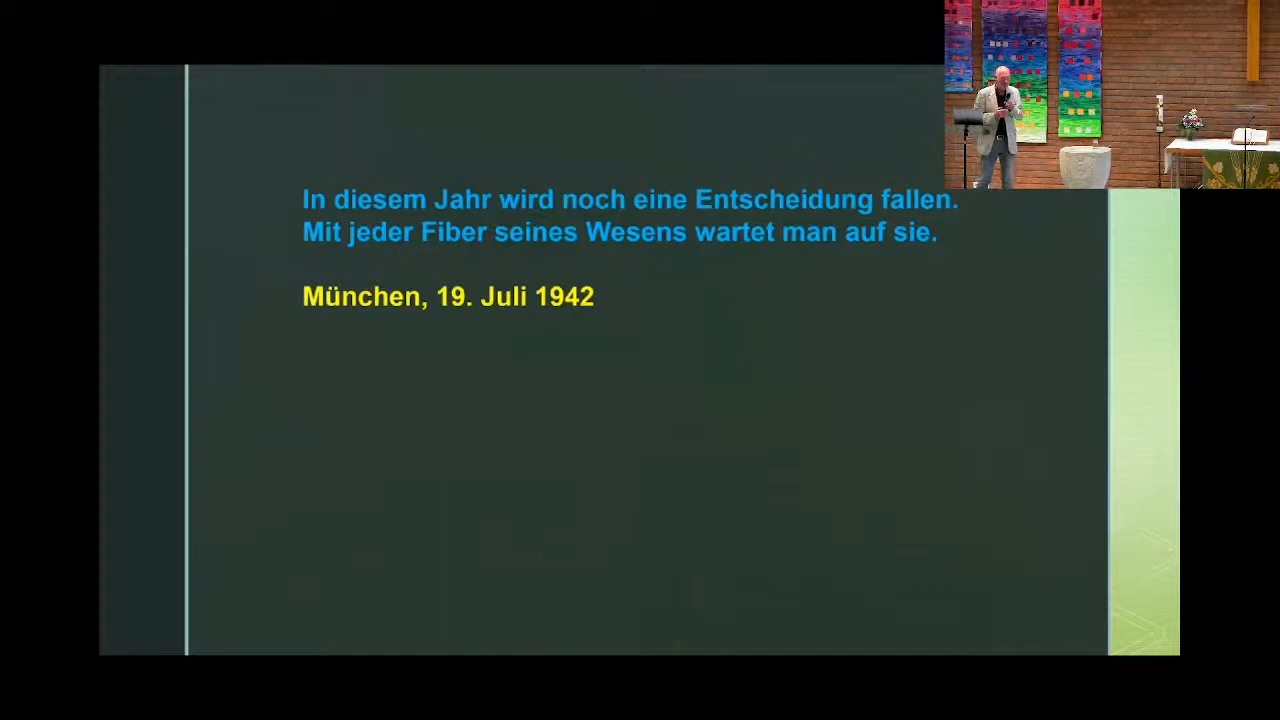 In diesem Jahr wird noch eine Entscheidung fallen.
Mit jeder Fiber seines Wesens wartet man auf sie.
München, 19. Juli 1942